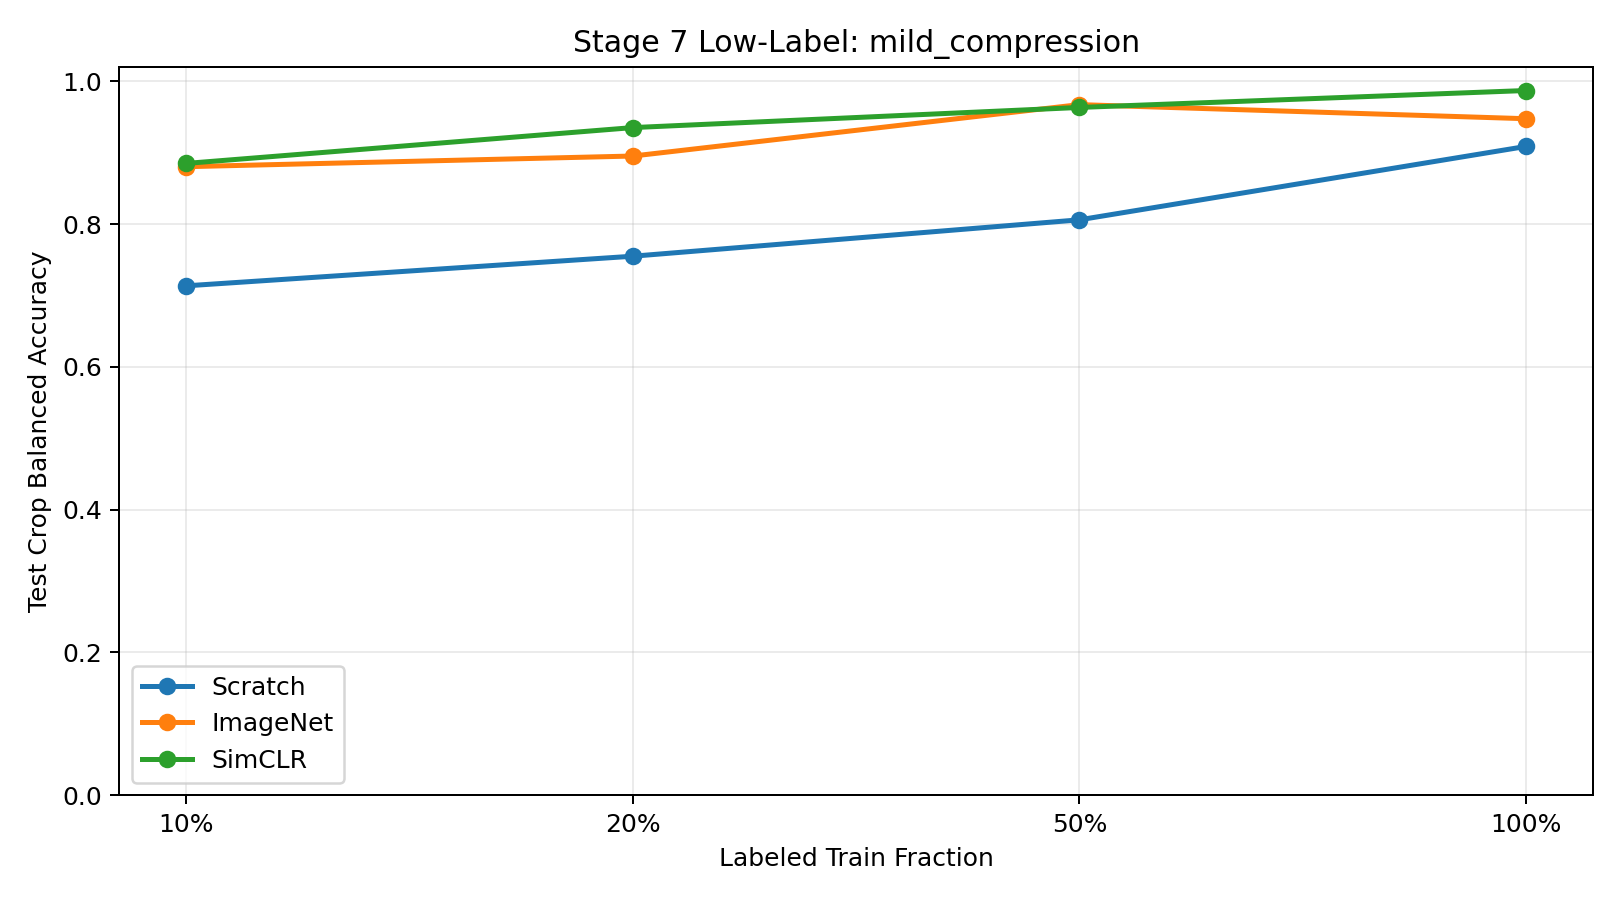 Stage 7 Low-Label: mild_compression
Test Crop Balanced Accuracy
1.0
0.8
0.6
0.4
0.2
0.0
Scratch
ImageNet
SimCLR
10%
20%
50%
100%
Labeled Train Fraction